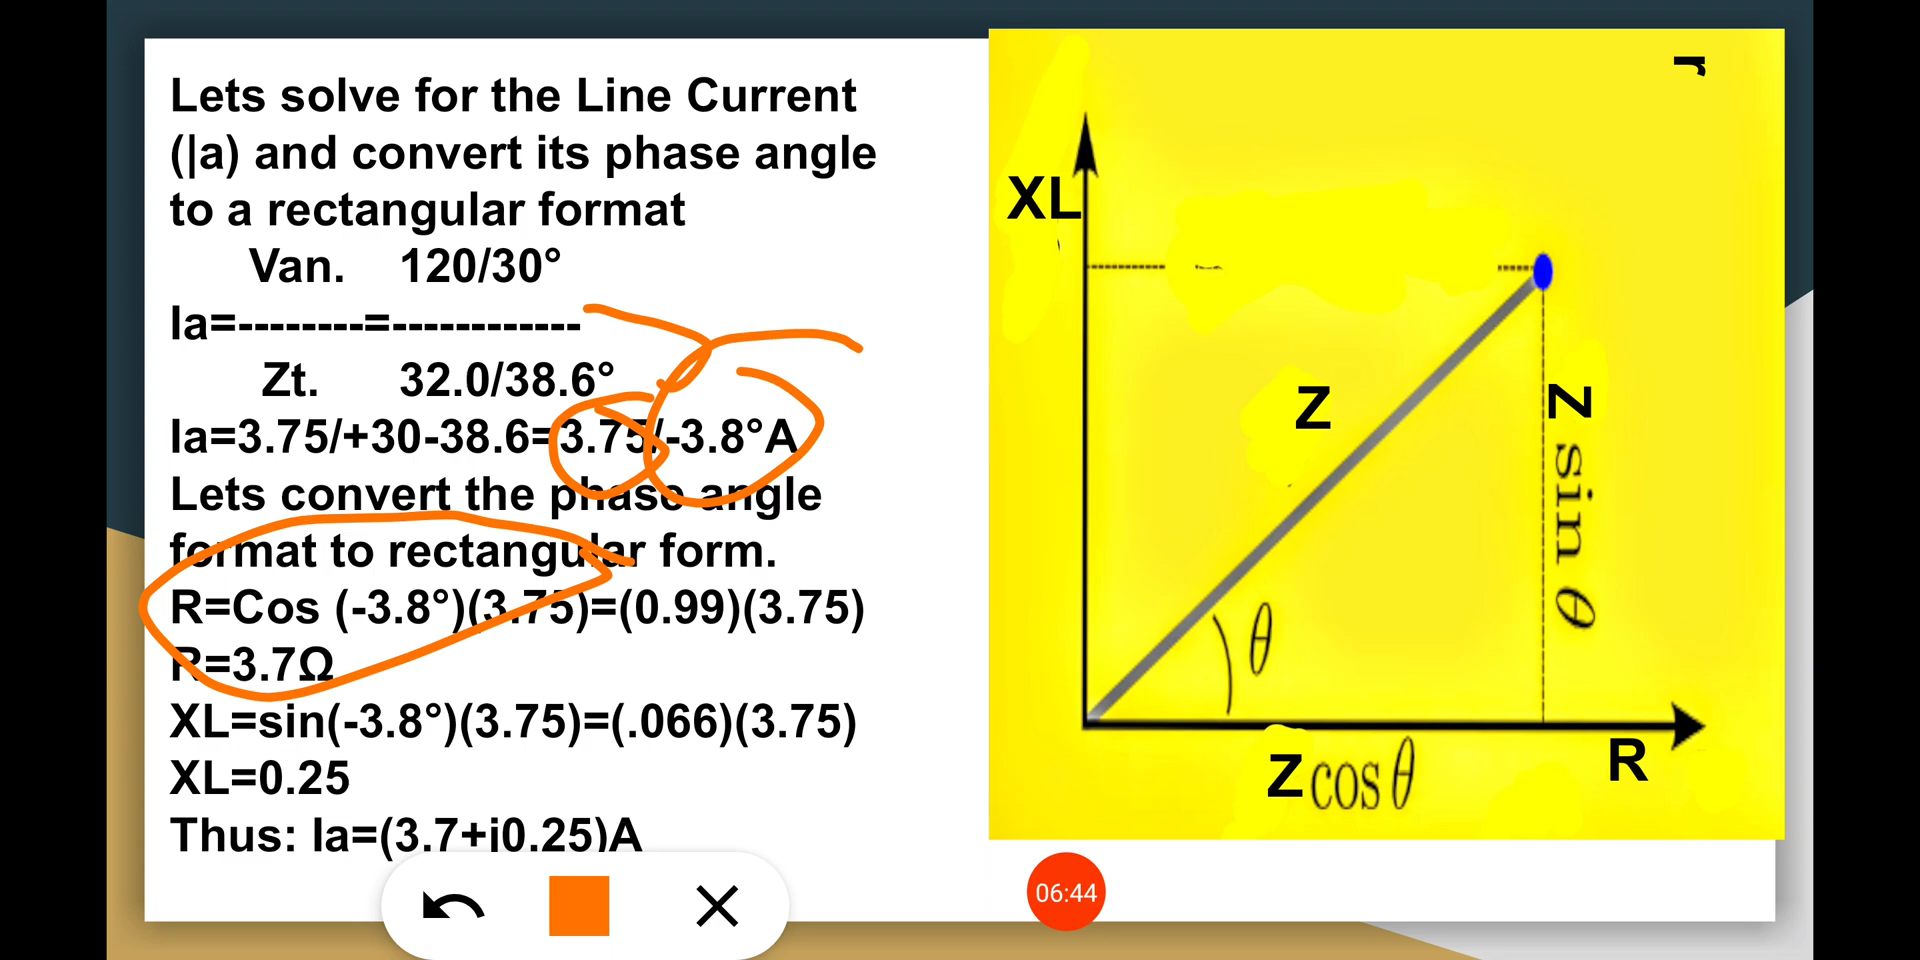 Lets solve for the Line Current
(|a) and convert its phase angle
to a rectangular format
Van. 120/30°
Ia=--------=------------
Zt. 32.0/38.6°
Ia=3.75/+30-38.6=3.75/-3.8°A
Lets convert the phase angle
format to rectangular form.
R=Cos (-3.8°)(3.75)=(0.99)(3.75)
R=3.7Ω
XL=sin(-3.8°)(3.75)=(.066)(3.75)
XL=0.25
Thus: Ia=(3.7+j0.25)A
r
XL
Z
Z sin θ
θ
R
Z cos θ
06:44